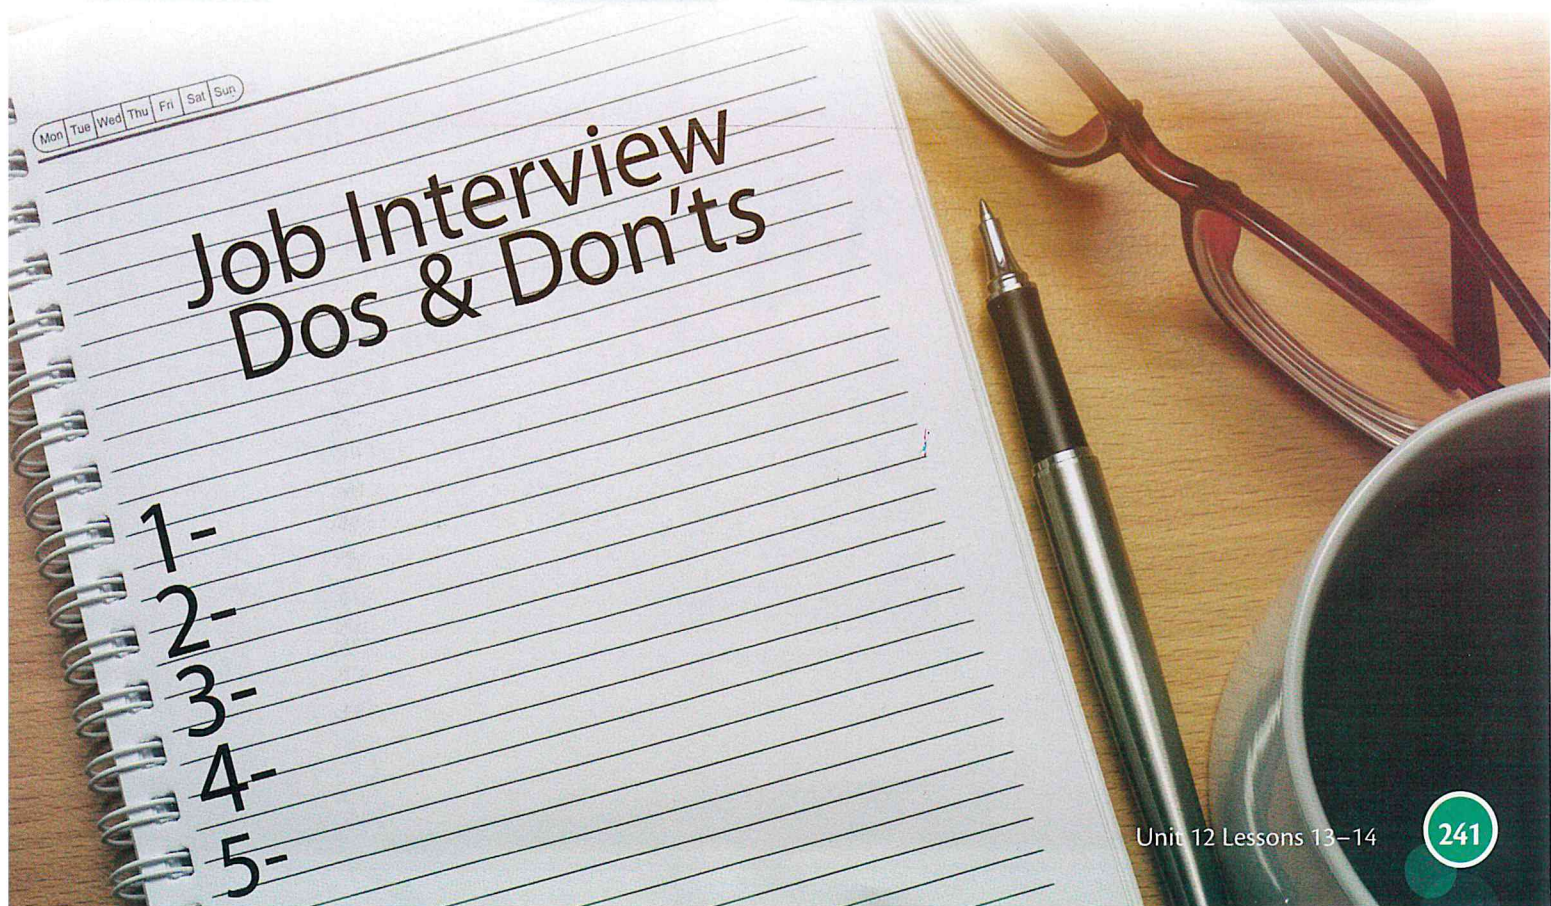 Mon Tue Wed Thu Fri Sat Sun
Job Interview
Dos & Don'ts
1-
2-
3-
4-
5-
Unit 12 Lessons 13–14
241